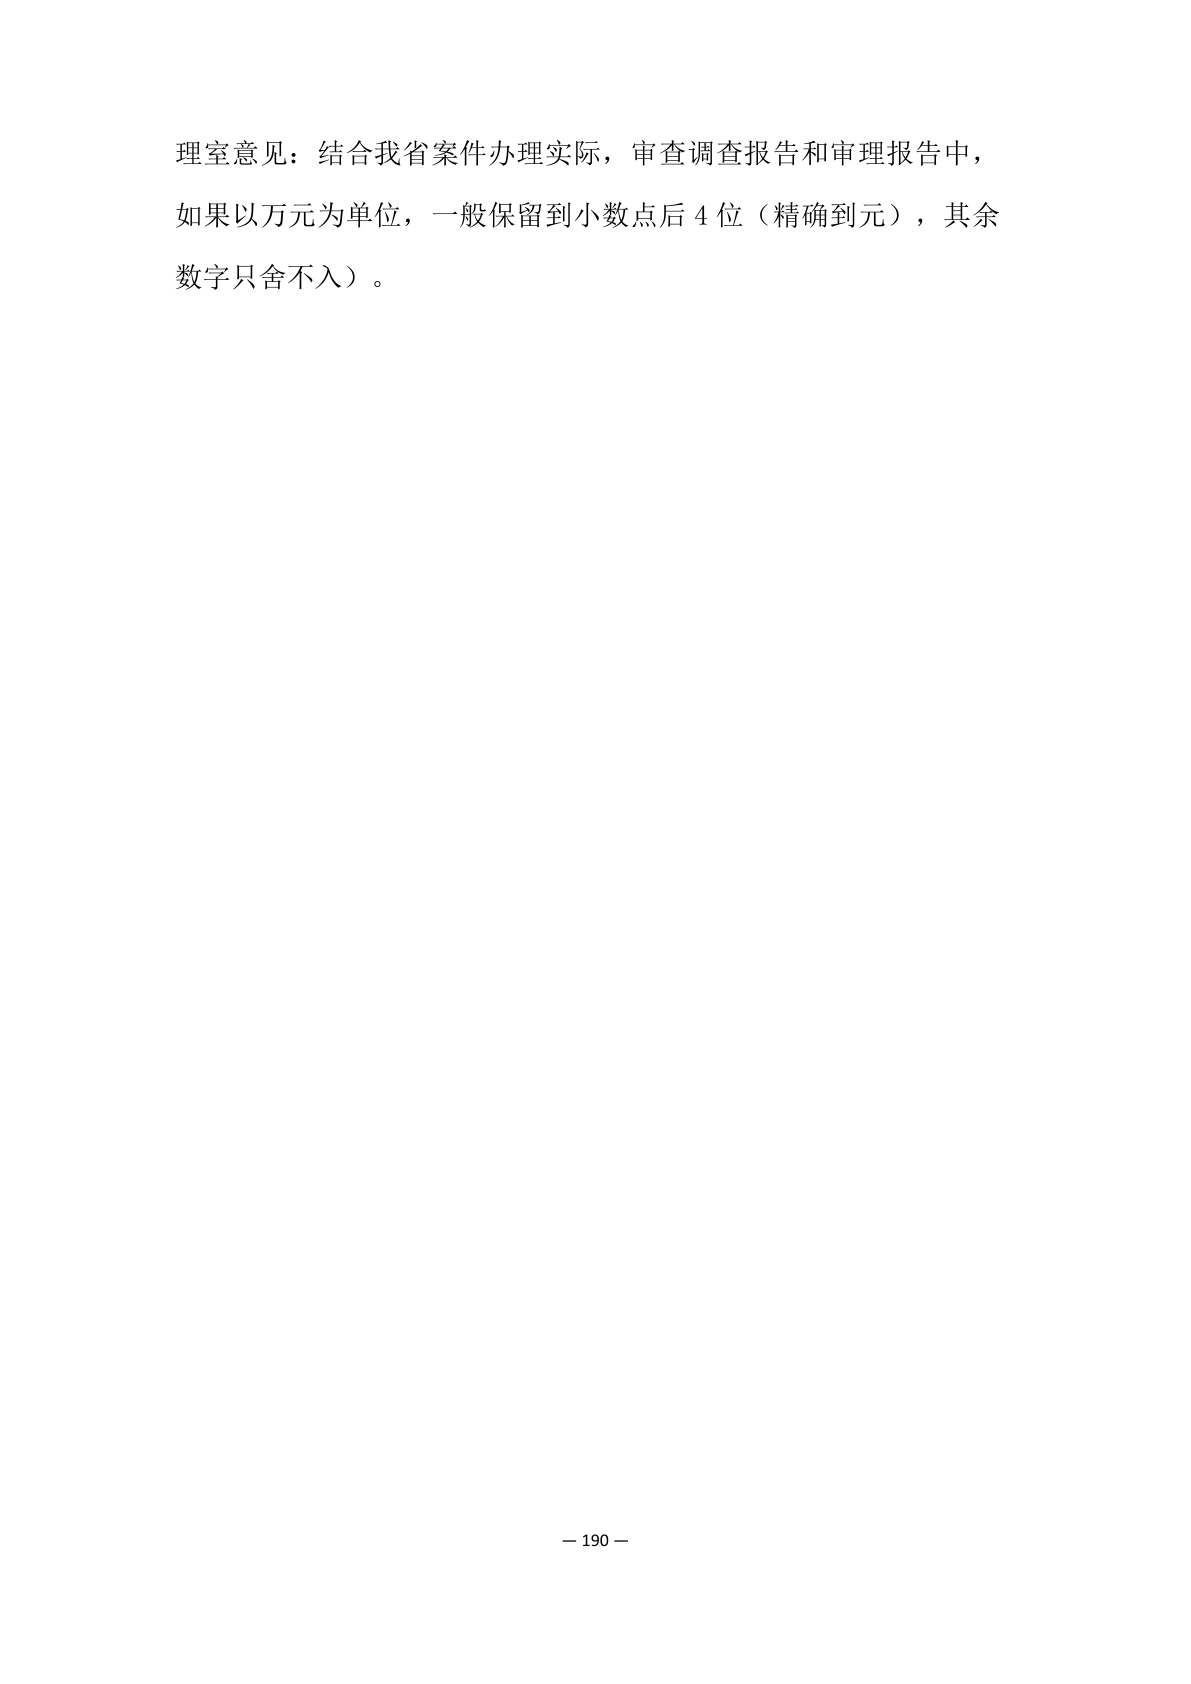 理室意见：结合我省案件办理实际，审查调查报告和审理报告中，
如果以万元为单位，一般保留到小数点后 4 位（精确到元），其余
数字只舍不入）。
— 190 —